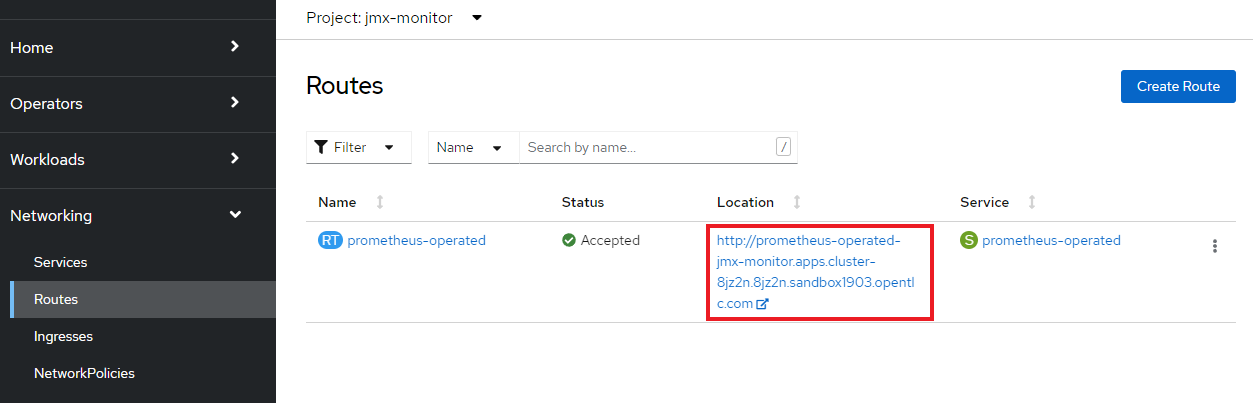 Project: jmx-monitor
Home
Operators
Workloads
Networking
Services
Routes
Ingresses
NetworkPolicies
Routes
Create Route
Filter
Name
Search by name...
/
Name
Status
Location
Service
RT prometheus-operated
Accepted
http://prometheus-operated-
jmx-monitor.apps.cluster-
8jz2n.8jz2n.sandbox1903.opentl
c.com
S prometheus-operated